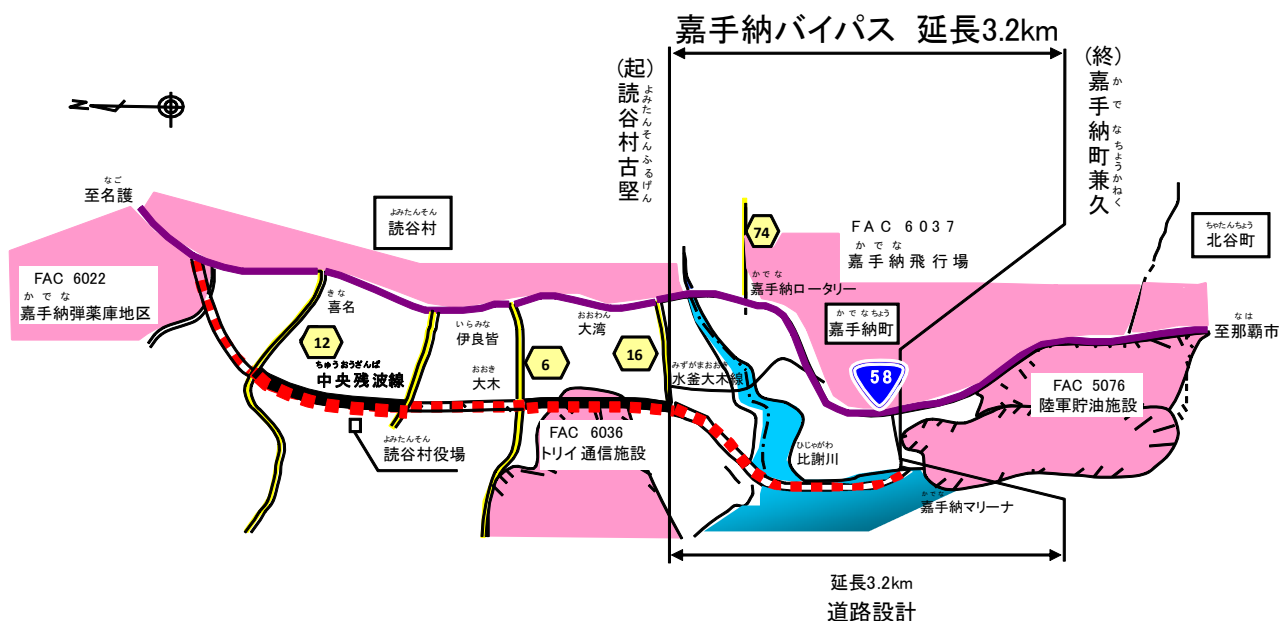 嘉手納バイパス 延長3.2km
(起)読谷村古堅
よみたんそんふるげん
(終)嘉手納町兼久
かでなちょうかねく
N
なご
至名護
よみたんそん
読谷村
74
FAC 6037
かでな
嘉手納飛行場
ちゃたんちょう
北谷町
FAC 6022
かでな
嘉手納弾薬庫地区
きな
喜名
いらみな
伊良皆
おおわん
大湾
かでな
嘉手納ロータリー
かでなちょう
嘉手納町
なは
至那覇市
12
ちゅうおうざんぱ
中央残波線
おおき
大木
6
16
みずがまおおき
水釜大木線
58
FAC 5076
陸軍貯油施設
よみたんそん
読谷村役場
FAC 6036
トリイ通信施設
ひじゃがわ
比謝川
かでな
嘉手納マリーナ
延長3.2km
道路設計